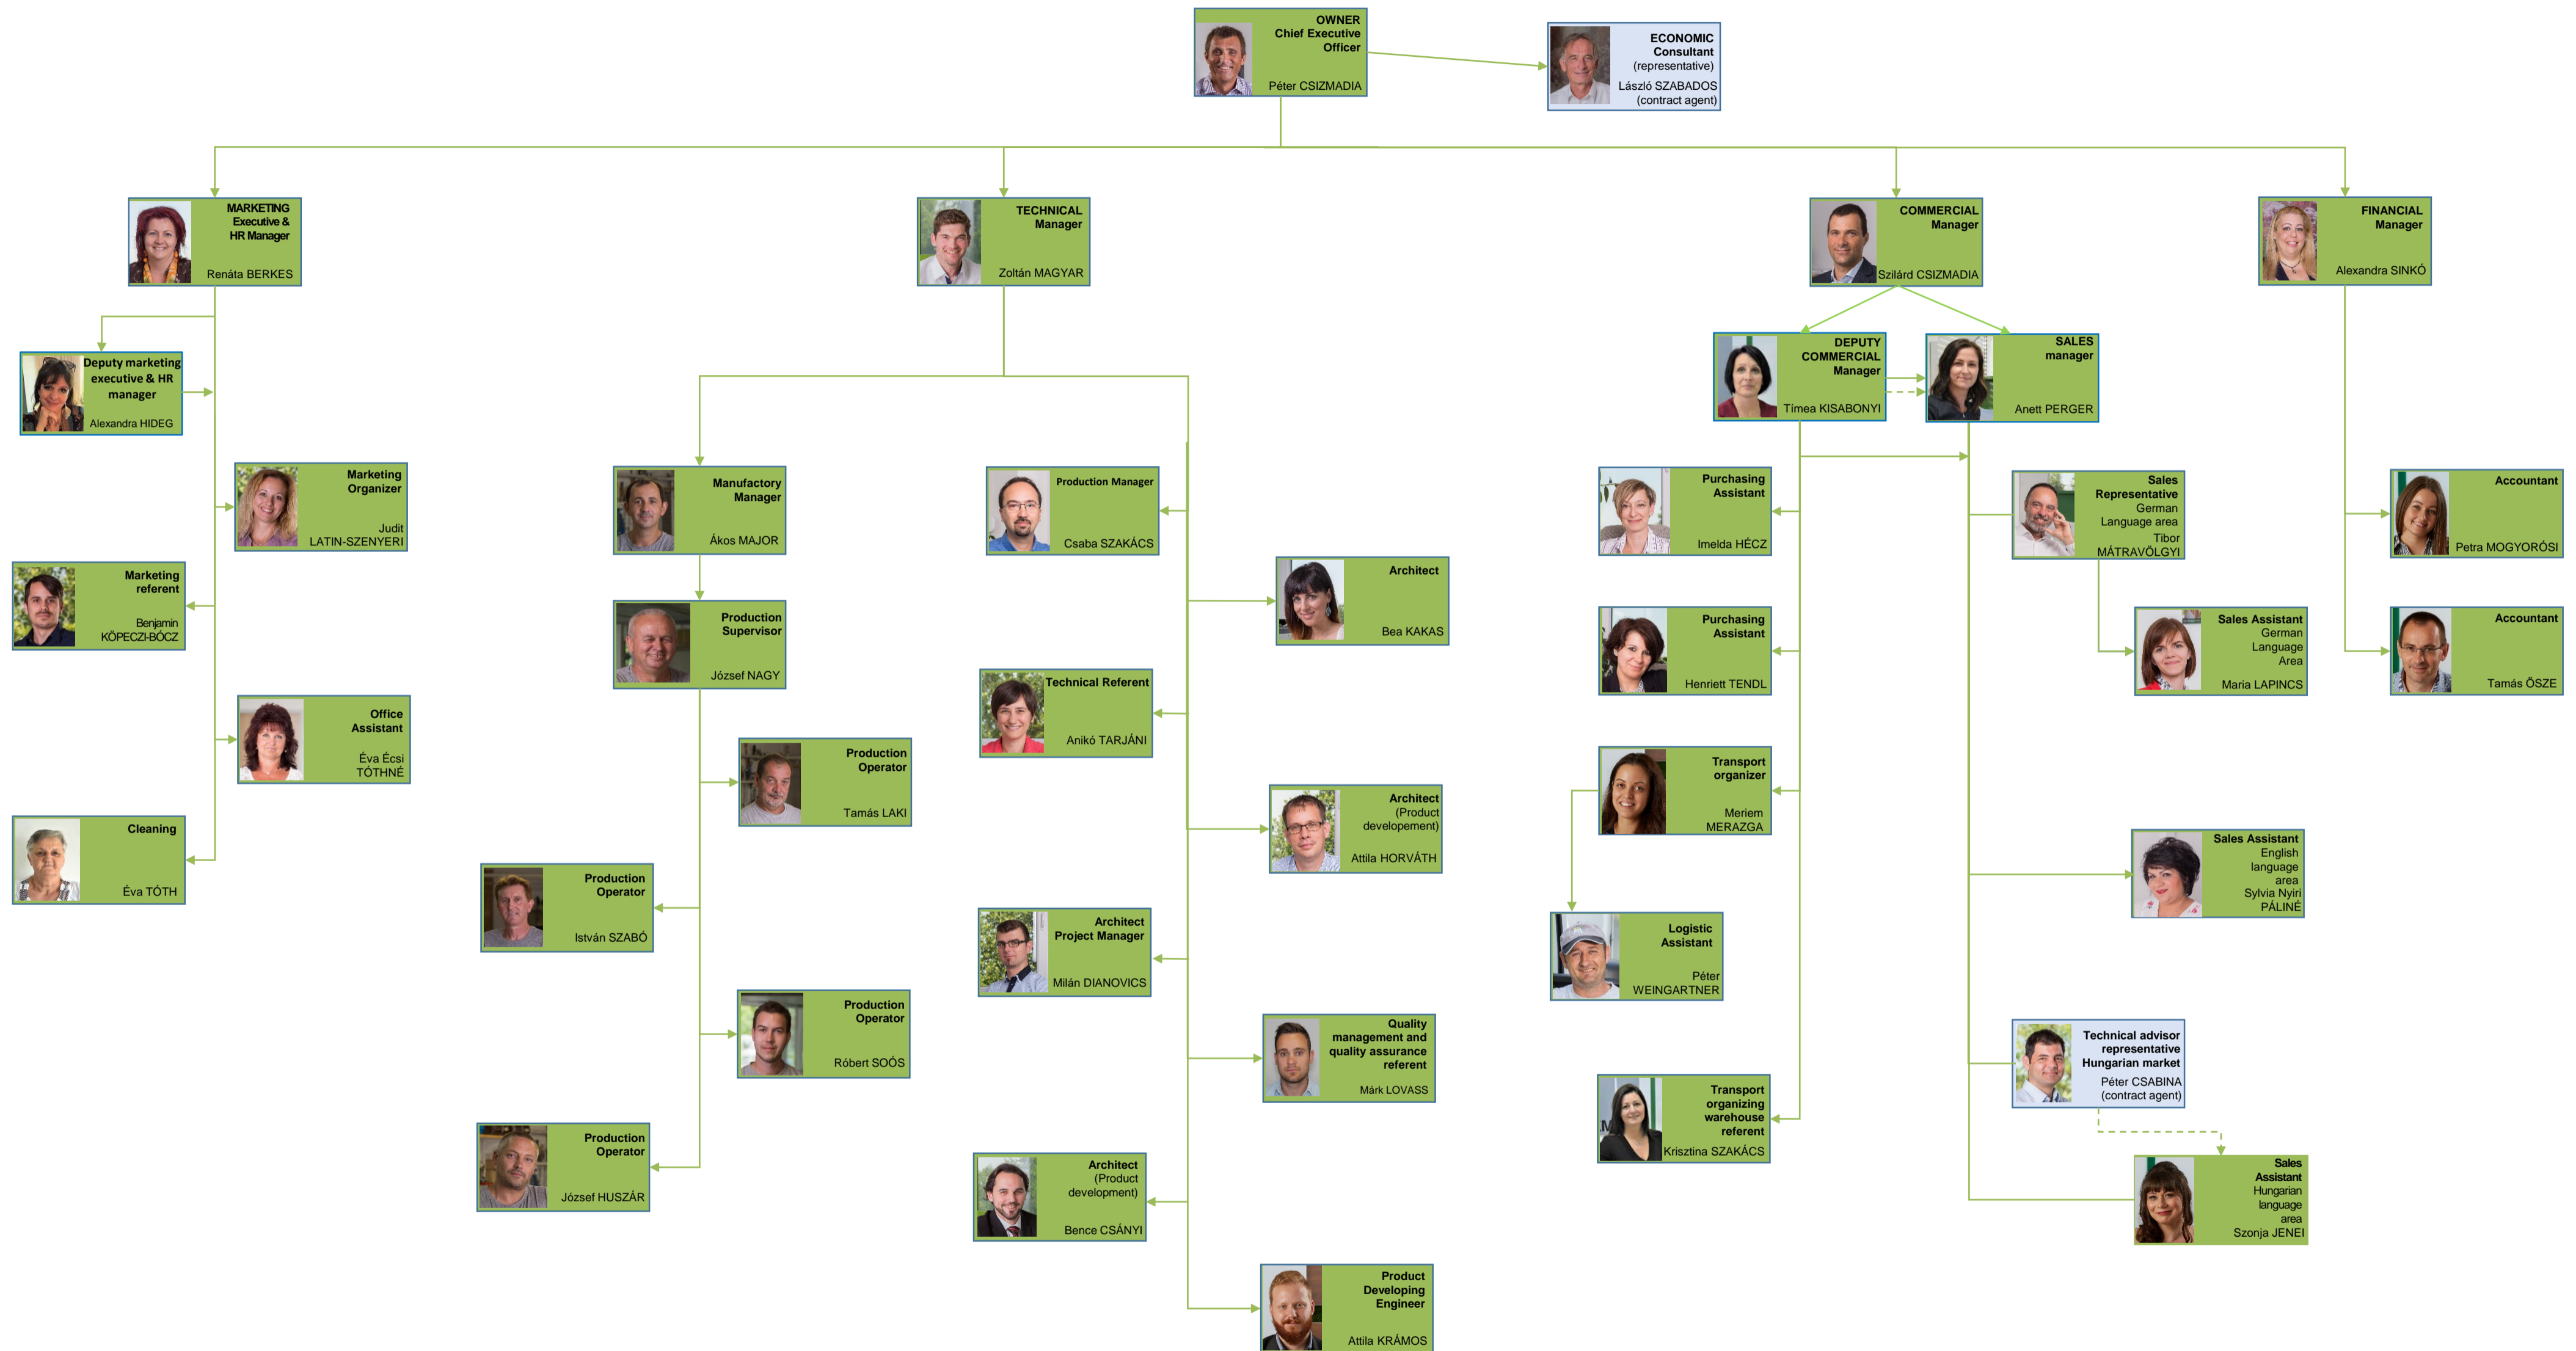 OWNER
Chief Executive
Officer
Péter CSIZMADIA
ECONOMIC
Consultant
(representative)
László SZABADOS
(contract agent)
MARKETING
Executive &
HR Manager
Renáta BERKES
TECHNICAL
Manager
Zoltán MAGYAR
COMMERCIAL
Manager
Szilárd CSIZMADIA
FINANCIAL
Manager
Alexandra SINKÓ
Deputy marketing
executive & HR
manager
Alexandra HIDEG
DEPUTY
COMMERCIAL
Manager
Tímea KISABONYI
SALES
manager
Anett PERGER
Marketing
Organizer
Judit
LATIN-SZENYERI
Marketing
referent
Benjamin
KÖPECZI-BÓCZ
Office
Assistant
Éva Écsi
TÓTHNÉ
Cleaning
Éva TÓTH
Manufactory
Manager
Ákos MAJOR
Production
Supervisor
József NAGY
Production
Operator
Tamás LAKI
Production
Operator
István SZABÓ
Production
Operator
Róbert SOÓS
Production
Operator
József HUSZÁR
Production Manager
Csaba SZAKÁCS
Architect
Bea KAKAS
Technical Referent
Anikó TARJÁNI
Architect
(Product
developement)
Attila HORVÁTH
Architect
Project Manager
Milán DIANOVICS
Quality
management and
quality assurance
referent
Márk LOVASS
Architect
(Product
development)
Bence CSÁNYI
Product
Developing
Engineer
Attila KRÁMOS
Purchasing
Assistant
Imelda HÉCZ
Purchasing
Assistant
Henriett TENDL
Transport
organizer
Meriem
MERAZGA
Logistic
Assistant
Péter
WEINGARTNER
Transport
organizing
warehouse
referent
Krisztina SZAKÁCS
Sales
Representative
German
Language area
Tibor
MÁTRAVÖLGYI
Sales Assistant
German
Language
Area
Maria LAPINCS
Sales Assistant
English
language
area
Sylvia Nyiri
PÁLINÉ
Technical advisor
representative
Hungarian market
Péter CSABINA
(contract agent)
Sales
Assistant
Hungarian
language
area
Szonja JENEI
Accountant
Petra MOGYORÓSI
Accountant
Tamás ŐSZE